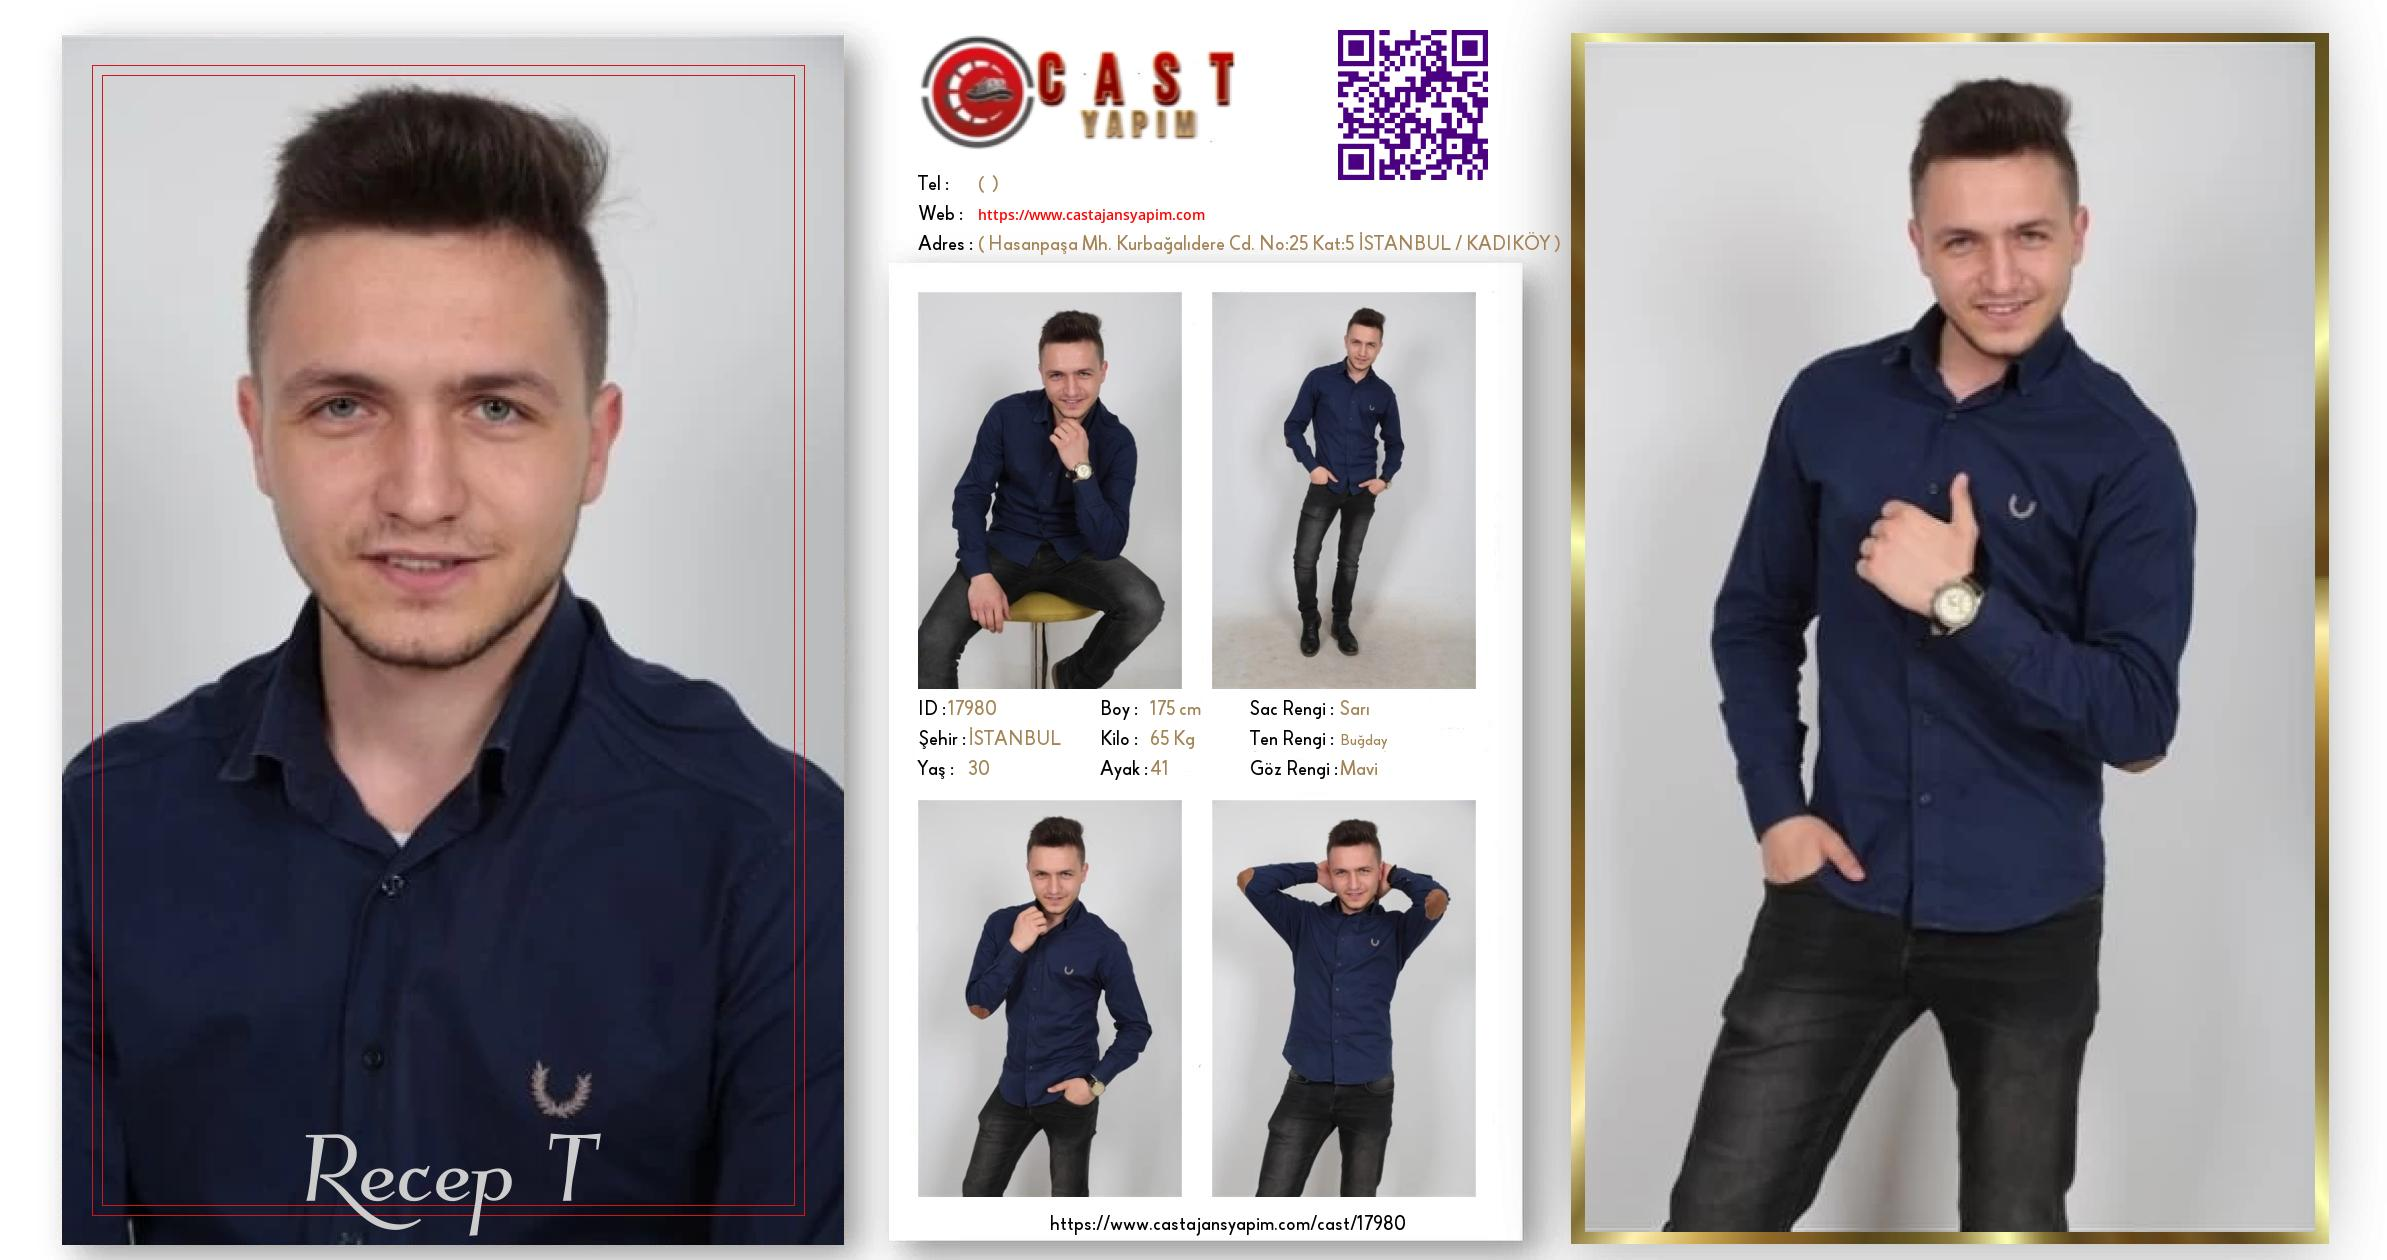 Recep T
CAST
YAPIM
Tel : ( )
Web : https://www.castajansyapim.com
Adres : ( Hasanpaşa Mh. Kurbağalıdere Cd. No:25 Kat:5 İSTANBUL / KADIKÖY )
ID : 17980 Boy : 175 cm Sac Rengi : Sarı
Şehir : İSTANBUL Kilo : 65 Kg Ten Rengi : Buğday
Yaş : 30 Ayak : 41 Göz Rengi : Mavi
https://www.castajansyapim.com/cast/17980